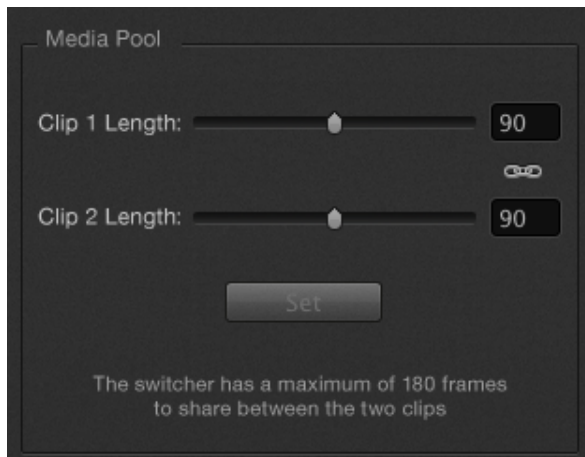 Media Pool
Clip 1 Length: 90
Clip 2 Length: 90
Set
The switcher has a maximum of 180 frames
to share between the two clips